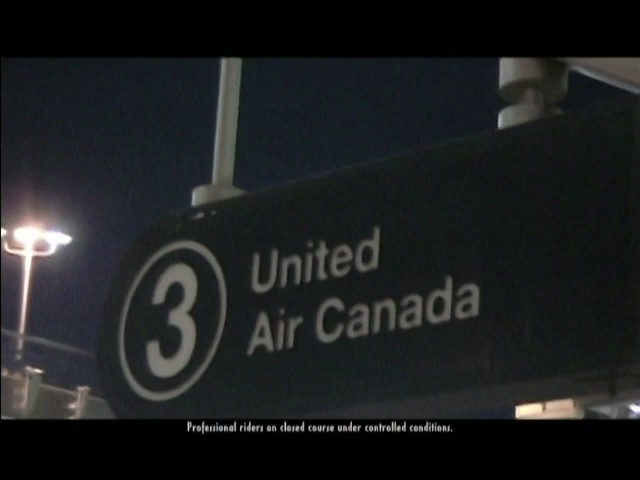 3
United
Air Canada
Professional riders on closed course under controlled conditions.